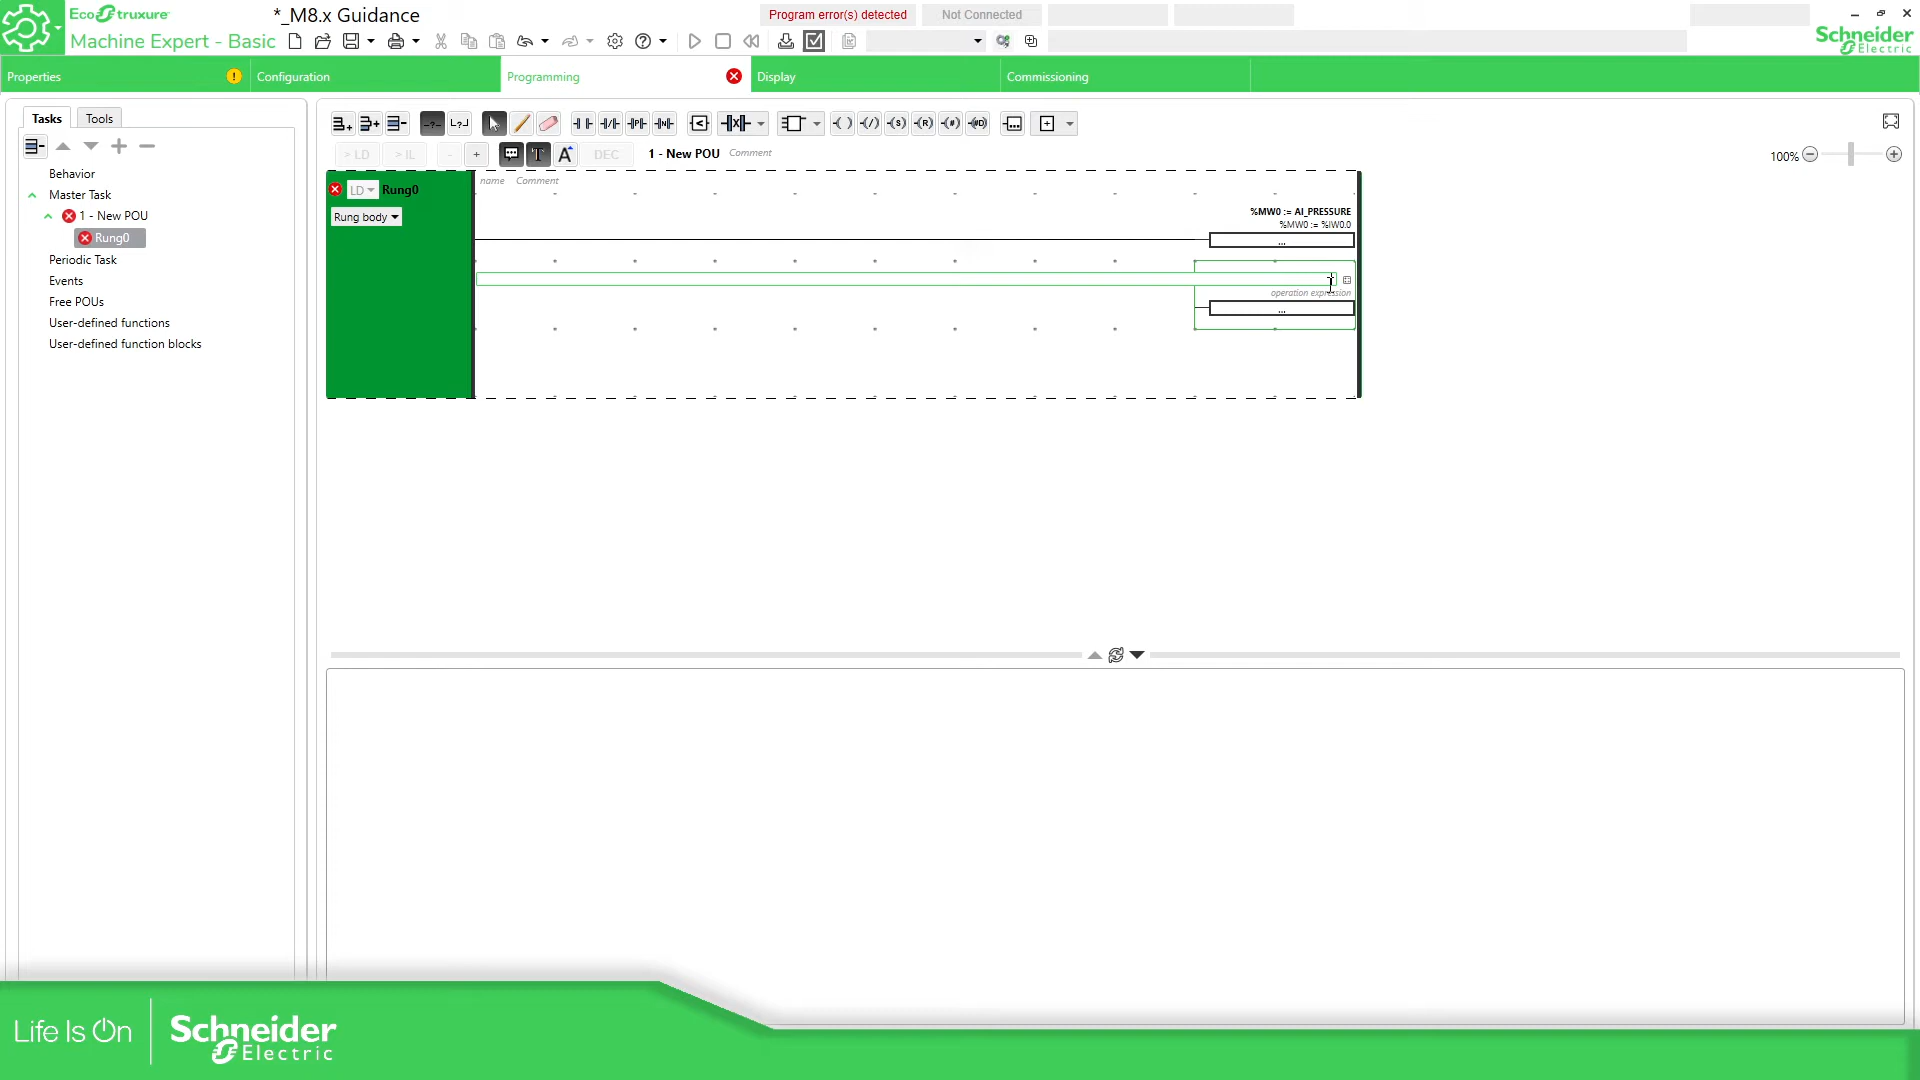 EcoStruxure
Machine Expert - Basic
*_M8.x Guidance
Program error(s) detected
Not Connected
Schneider
Electric
Properties
Configuration
Programming
Display
Commissioning
Tasks
Tools
> LD
> IL
-
+
T
A
DEC
1 - New POU
Comment
100%
Behavior
Master Task
1 - New POU
Rung0
Periodic Task
Events
Free POUs
User-defined functions
User-defined function blocks
LD
Rung0
name
Comment
Rung body
%MW0 := AI_PRESSURE
%MW0 := %IW0.0
...
operation expression
...
Life Is On
Schneider
Electric